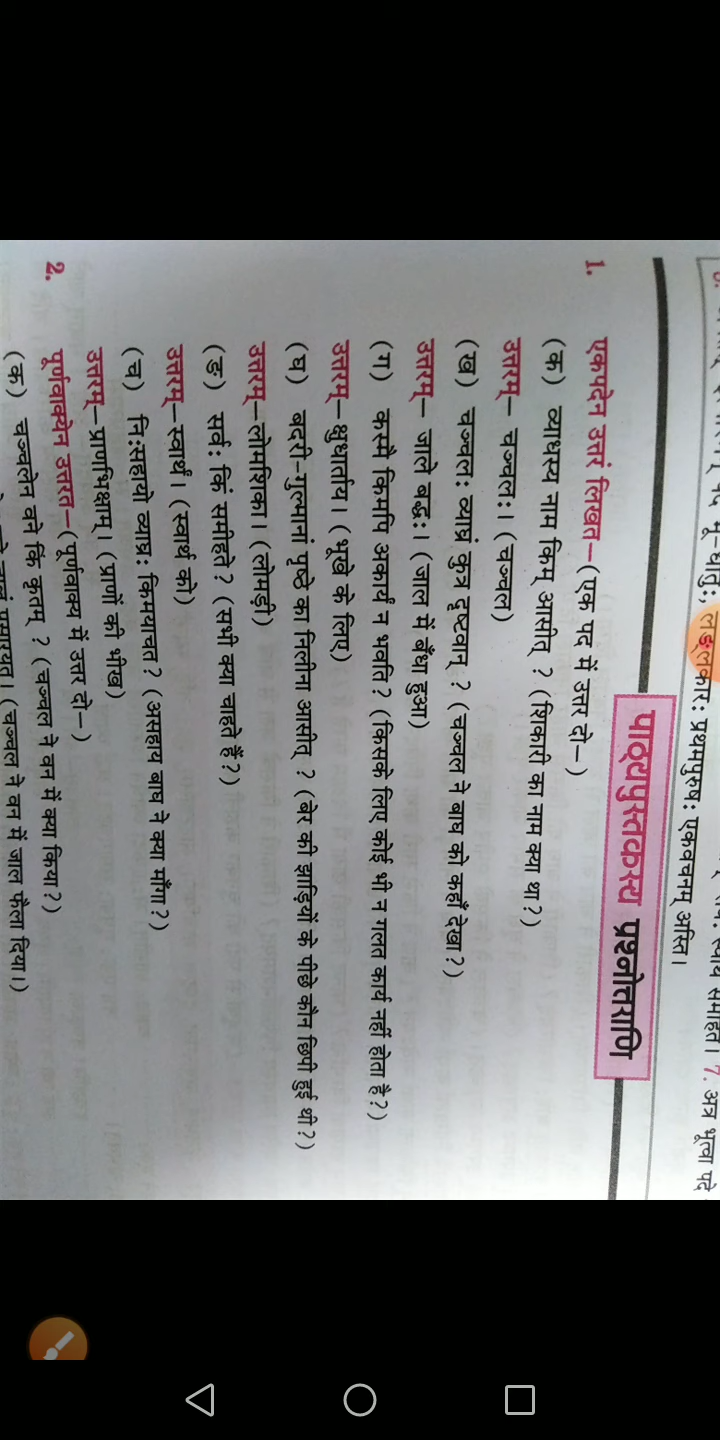 भू-धातुः, लङ्लकारः प्रथमपुरुषः एकवचनम् अस्ति।
स्वार्थं समीहते। 7. अत्र भूत्वा पदे
पाठ्यपुस्तकस्य प्रश्नोत्तराणि
1. एकपदेन उत्तरं लिखत–(एक पद में उत्तर दो–)
(क) व्याधस्य नाम किम् आसीत् ? (शिकारी का नाम क्या था?)
उत्तरम्– चञ्चलः। (चञ्चल)
(ख) चञ्चलः व्याघ्रं कुत्र दृष्टवान् ? (चञ्चल ने बाघ को कहाँ देखा?)
उत्तरम्– जाले बद्धः। (जाल में बँधा हुआ)
(ग) कस्मै किमपि अकार्यं न भवति? (किसके लिए कोई भी न गलत कार्य नहीं होता है?)
उत्तरम्–क्षुधार्ताय। (भूखे के लिए)
(घ) बदरी-गुल्मानां पृष्ठे का निलीना आसीत् ? (बेर की झाड़ियों के पीछे कौन छिपी हुई थी?)
उत्तरम्–लोमशिका। (लोमड़ी)
(ङ) सर्वः किं समीहते? (सभी क्या चाहते हैं?)
उत्तरम्–स्वार्थं। (स्वार्थ को)
(च) निःसहायो व्याघ्रः किमयाचत? (असहाय बाघ ने क्या माँगा?)
उत्तरम्–प्राणभिक्षाम्। (प्राणों की भीख)
2. पूर्णवाक्येन उत्तरत–(पूर्णवाक्य में उत्तर दो–)
(क) चञ्चलेन वने किं कृतम् ? (चञ्चल ने वन में क्या किया?)
जालं प्रसारयत्। (चञ्चल ने वन में जाल फैला दिया।)